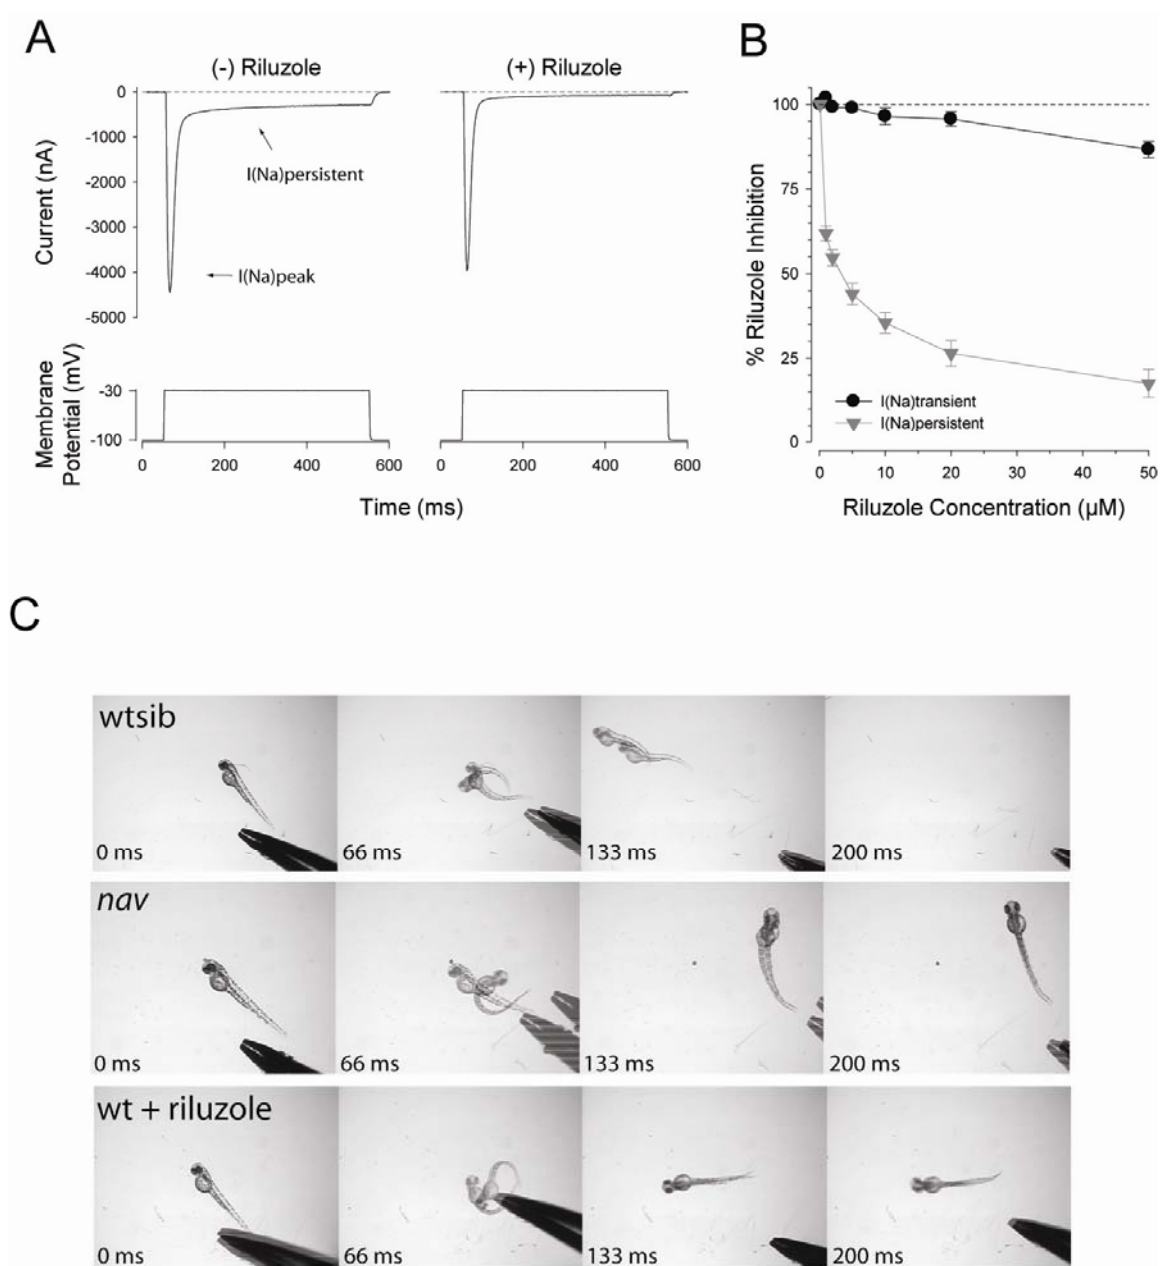 A
(-) Riluzole
(+) Riluzole
Current (nA)
0
-1000
-2000
-3000
-4000
-5000
I(Na)persistent
I(Na)peak
Membrane
Potential (mV)
-30
-100
0
200
400
600
0
200
400
600
Time (ms)
B
% Riluzole Inhibition
100
75
50
25
0
I(Na)transient
I(Na)persistent
0
10
20
30
40
50
Riluzole Concentration (µM)
C
wtsib
0 ms
66 ms
133 ms
200 ms
nav
0 ms
66 ms
133 ms
200 ms
wt + riluzole
0 ms
66 ms
133 ms
200 ms